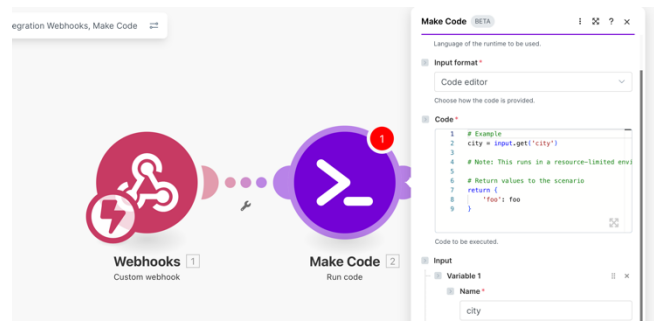 egration Webhooks, Make Code
Make Code BETA
?
Language of the runtime to be used.
Input format *
Code editor
Choose how the code is provided.
Code *
1 # Example
2 city = input.get('city')
3
4 # Note: This runs in a resource-limited envi
5
6 # Return values to the scenario
7 return {
8 'foo': foo
9 }
Code to be executed.
Input
Variable 1
Name *
city
1
Webhooks 1
Custom webhook
Make Code 2
Run code